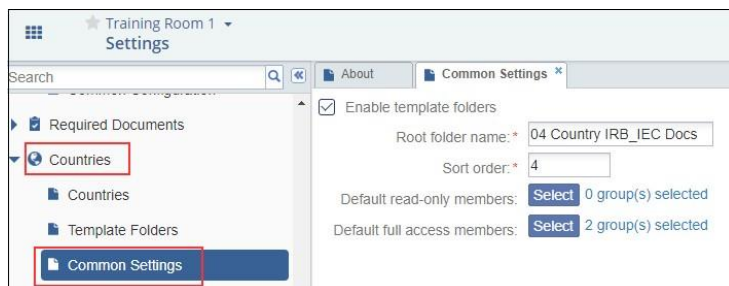 Training Room 1
Settings
Search
Common Configuration
Required Documents
Countries
Countries
Template Folders
Common Settings
About
Common Settings
Enable template folders
Root folder name:* 04 Country IRB_IEC Docs
Sort order:* 4
Default read-only members: Select 0 group(s) selected
Default full access members: Select 2 group(s) selected